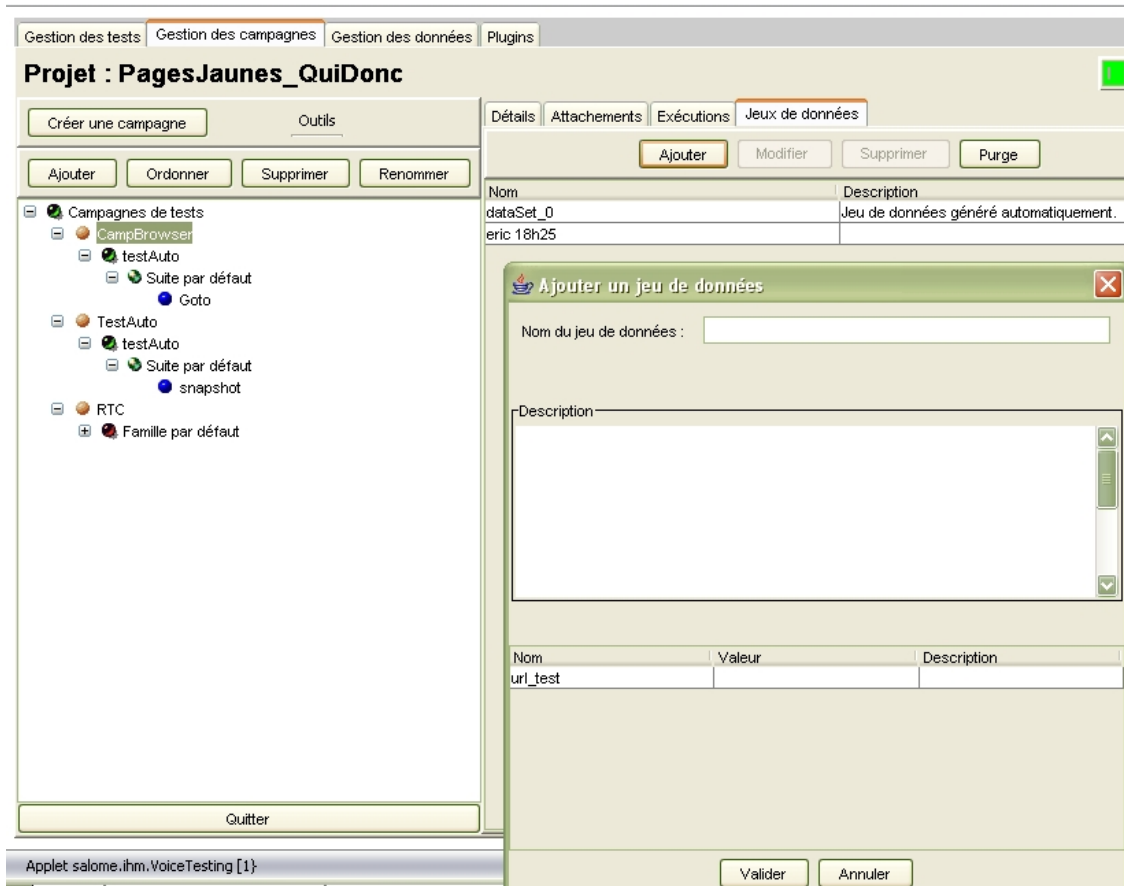 Gestion des tests Gestion des campagnes Gestion des données Plugins
Projet : PagesJaunes_QuiDonc
Créer une campagne Outils
Ajouter Ordonner Supprimer Renommer
Campagnes de tests
CampBrowser
testAuto
Suite par défaut
Goto
TestAuto
testAuto
Suite par défaut
snapshot
RTC
Famille par défaut
Quitter
Détails Attachements Exécutions Jeux de données
Ajouter Modifier Supprimer Purge
Nom Description
dataSet_0 Jeu de données généré automatiquement.
eric 18h25
Ajouter un jeu de données
Nom du jeu de données :
Description
Nom Valeur Description
url_test
Valider Annuler
Applet salome.ihm.VoiceTesting [1}